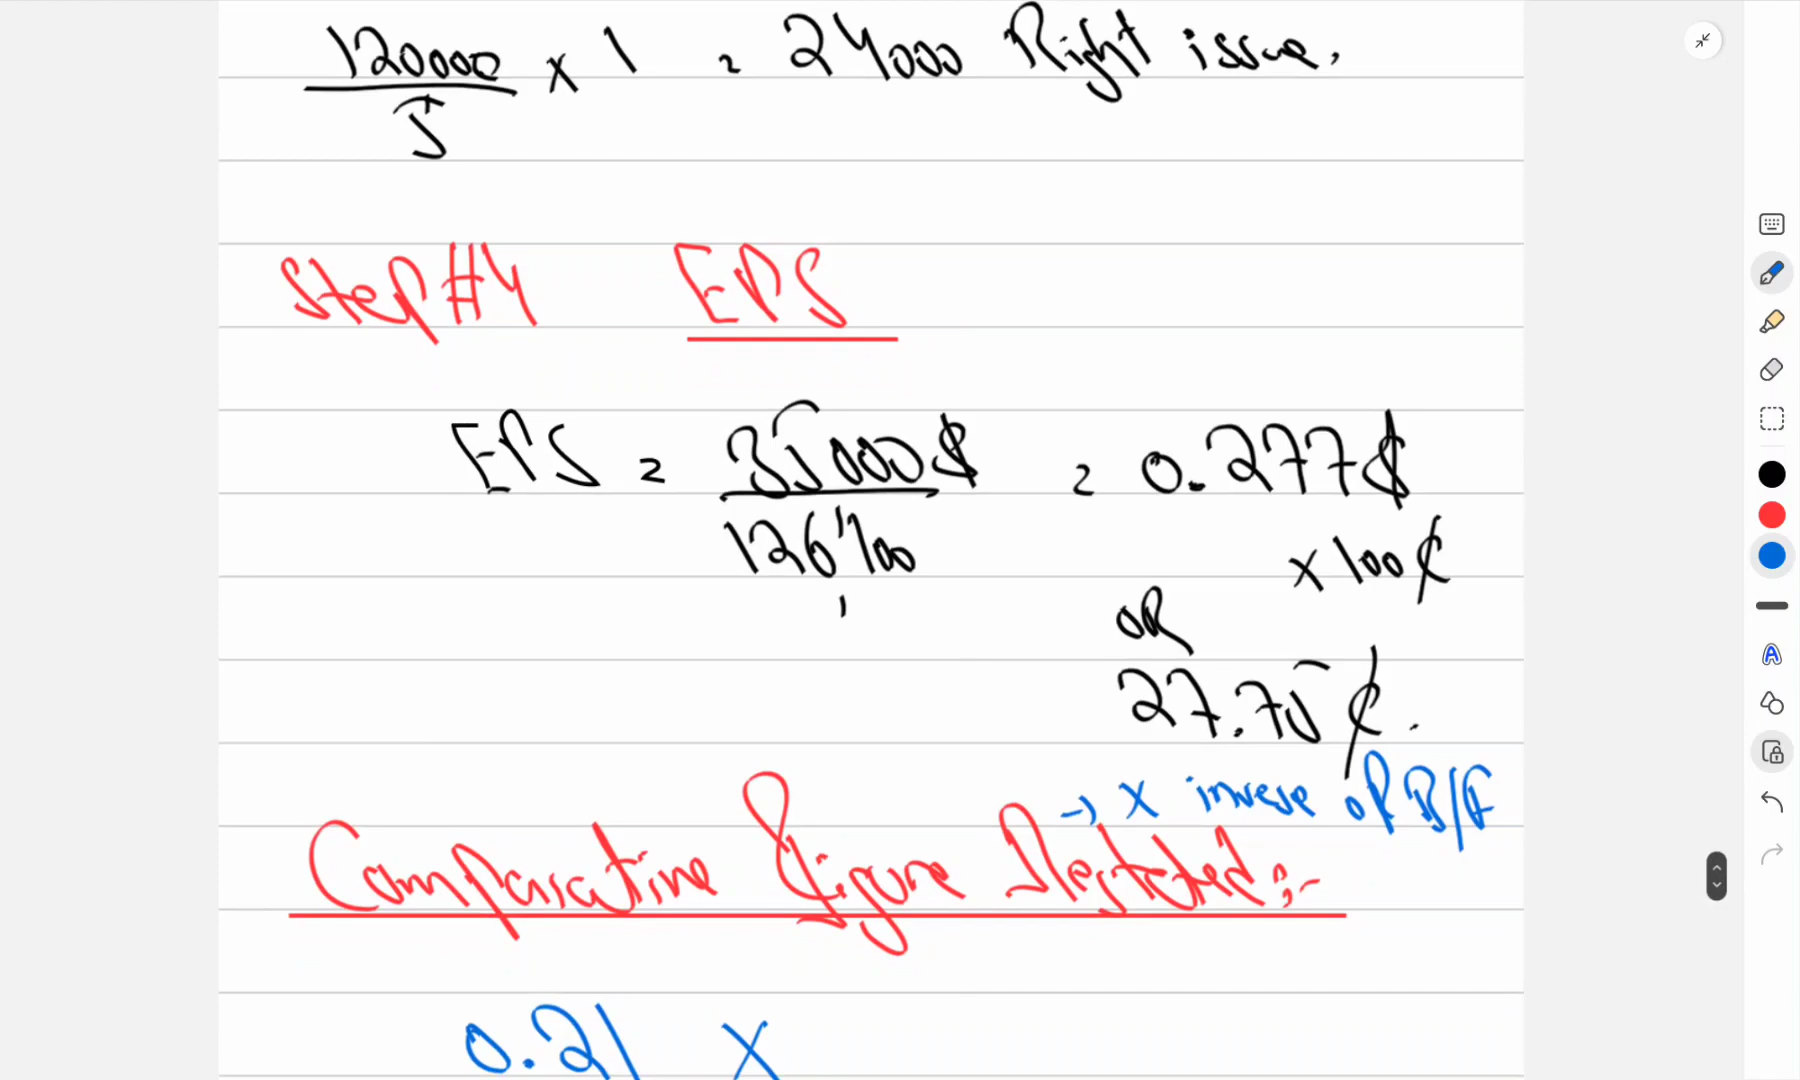 120000/5 × 1 = 24000 Right issue.
Step #4 EPS
EPS = 35000$/126100 = 0.277$
× 100 ¢
OR
27.75 ¢.
→ × inverse of B/F
Comparative Figure Restated:-
0.21 ×